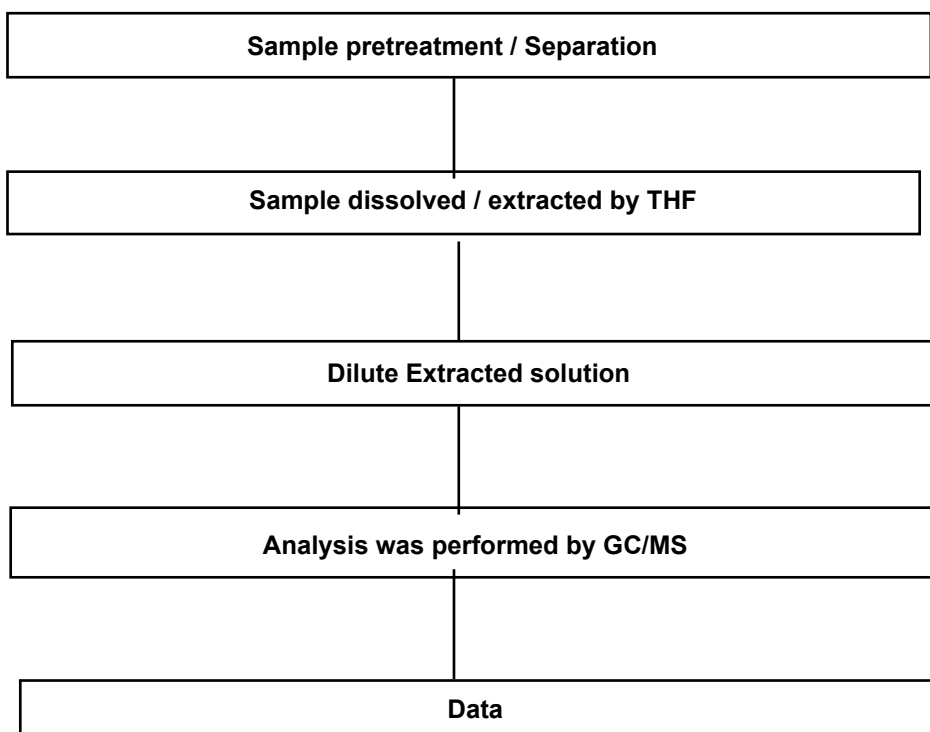 Sample pretreatment / Separation
Sample dissolved / extracted by THF
Dilute Extracted solution
Analysis was performed by GC/MS
Data